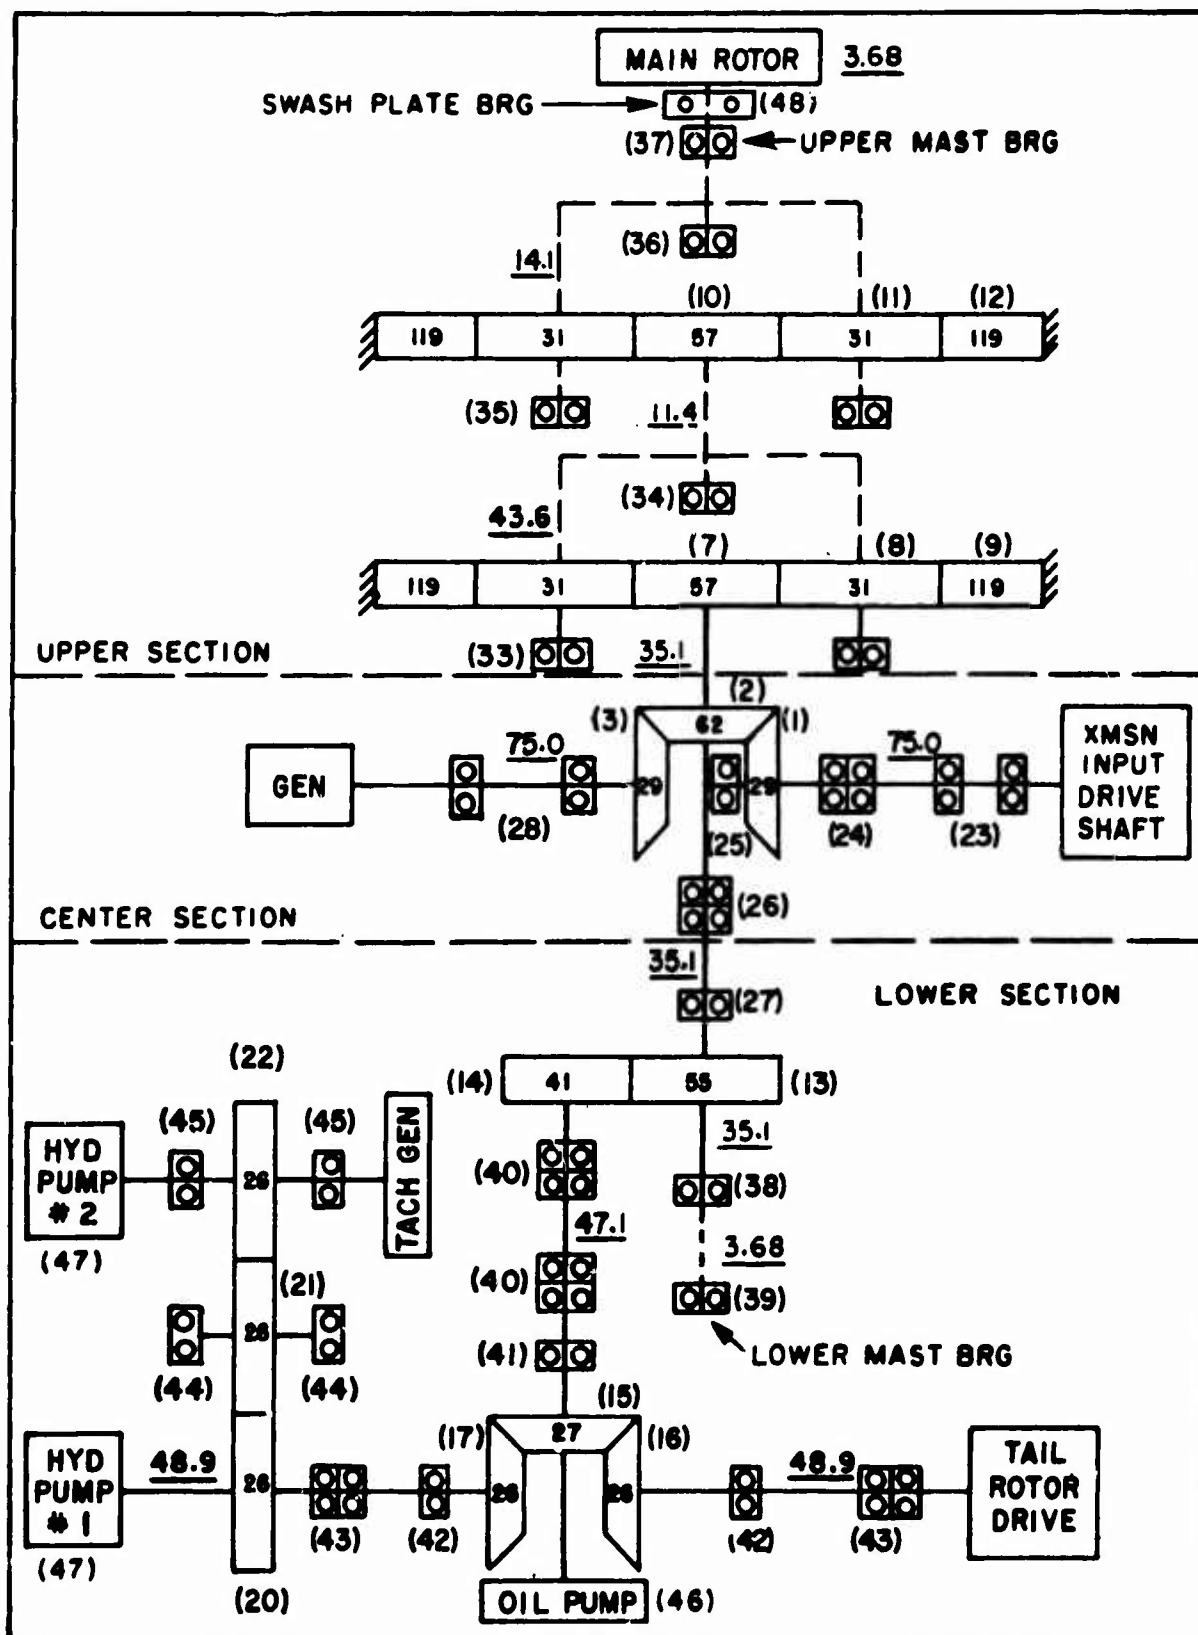 MAIN ROTOR 3.68
SWASH PLATE BRG (48)
(37) UPPER MAST BRG
(36)
14.1
(10) (11) (12)
119 31 57 31 119
(35) 11.4
(34)
43.6
(7) (8) (9)
119 31 57 31 119
UPPER SECTION (33) 35.1
(2)
(3) 62 (1)
75.0 75.0
GEN 29 29
XMSN
INPUT
DRIVE
SHAFT
(28) (25) (24) (23)
(26)
CENTER SECTION
35.1
LOWER SECTION
(27)
(22)
(14) 41 55 (13)
(45) (45) 35.1
HYD
PUMP
# 2
26
TACH GEN
(40) (38)
(47)
47.1 3.68
(21)
(40) (39)
26
(44) (44)
(41) LOWER MAST BRG
(15)
(17) 27 (16)
HYD
PUMP
# 1
48.9
26 26 26
48.9
TAIL
ROTOR
DRIVE
(43) (42) (42) (43)
(47)
(20)
OIL PUMP (46)